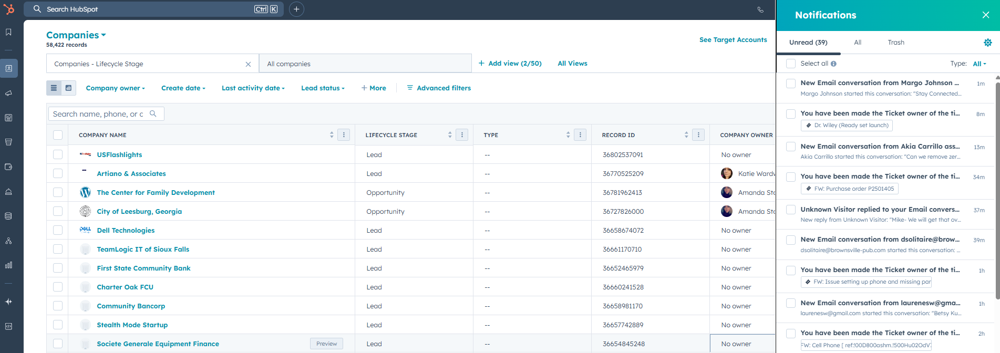 Search HubSpot
Ctrl K
Companies
58,422 records
See Target Accounts
Companies - Lifecycle Stage
All companies
Add view (2/50)
All Views
Company owner
Create date
Last activity date
Lead status
More
Advanced filters
Search name, phone, or c
COMPANY NAME LIFECYCLE STAGE TYPE RECORD ID COMPANY OWNER
USFlashlights Lead -- 36802537091 No owner
Artiano & Associates Lead -- 36770525209 Katie Wardw
The Center for Family Development Opportunity -- 36781962413 Amanda Sta
City of Leesburg, Georgia Opportunity -- 36727826000 Amanda Sta
DELL Dell Technologies Lead -- 36658674072 No owner
TeamLogic IT of Sioux Falls Lead -- 36661170710 No owner
First State Community Bank Lead -- 36652465979 No owner
Charter Oak FCU Lead -- 36660241528 No owner
Community Bancorp Lead -- 36658981170 No owner
Stealth Mode Startup Lead -- 36657742889 No owner
Societe Generale Equipment Finance Preview Lead -- 36654845248 No owner
Notifications
Unread (39) All Trash
Select all Type: All
New Email conversation from Margo Johnson ... 1m
Margo Johnson started this conversation: "Stay Connected...
You have been made the Ticket owner of the ti... 8m
Dr. Wiley (Ready set launch)
New Email conversation from Akia Carrillo ass... 13m
Akia Carrillo started this conversation: "Can we remove zer...
You have been made the Ticket owner of the ti... 34m
FW: Purchase order P2501405
Unknown Visitor replied to your Email convers... 37m
New reply from Unknown Visitor: "Mike- We will get that ov...
New Email conversation from dsolitaire@brow... 39m
dsolitaire@brownsville-pub.com started this conversation: ...
You have been made the Ticket owner of the ti... 1h
FW: Issue setting up phone and missing par
New Email conversation from laurenesw@gma... 1h
laurenesw@gmail.com started this conversation: "Betsy Ku...
You have been made the Ticket owner of the ti... 2h
FW: Cell Phone [ ref:!00D800ashm.!500Hu02OdV